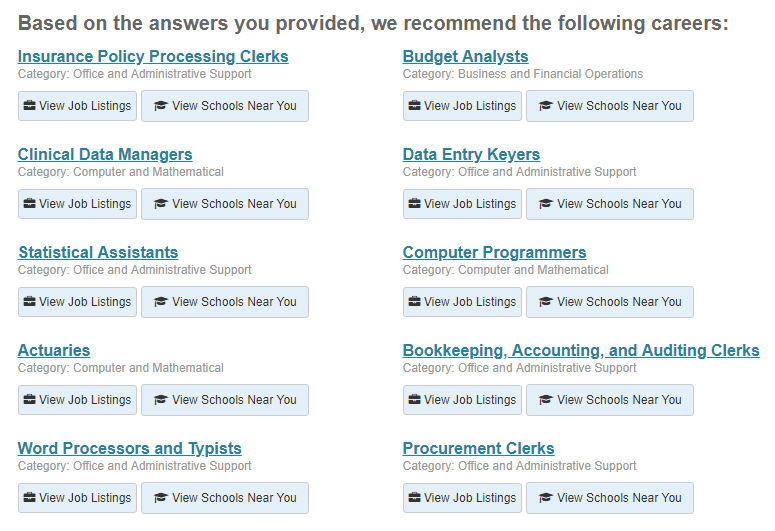 Based on the answers you provided, we recommend the following careers:
Insurance Policy Processing Clerks
Category: Office and Administrative Support
View Job Listings
View Schools Near You
Budget Analysts
Category: Business and Financial Operations
View Job Listings
View Schools Near You
Clinical Data Managers
Category: Computer and Mathematical
View Job Listings
View Schools Near You
Data Entry Keyers
Category: Office and Administrative Support
View Job Listings
View Schools Near You
Statistical Assistants
Category: Office and Administrative Support
View Job Listings
View Schools Near You
Computer Programmers
Category: Computer and Mathematical
View Job Listings
View Schools Near You
Actuaries
Category: Computer and Mathematical
View Job Listings
View Schools Near You
Bookkeeping, Accounting, and Auditing Clerks
Category: Office and Administrative Support
View Job Listings
View Schools Near You
Word Processors and Typists
Category: Office and Administrative Support
View Job Listings
View Schools Near You
Procurement Clerks
Category: Office and Administrative Support
View Job Listings
View Schools Near You